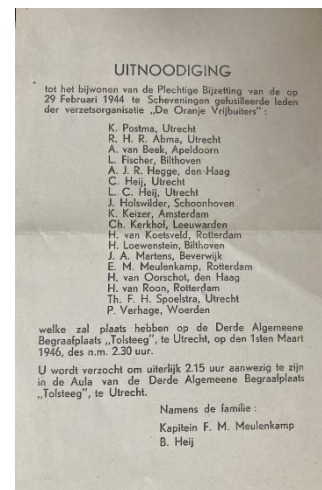 UITNOODIGING
tot het bijwonen van de Plechtige Bijzetting van de op
29 Februari 1944 te Scheveningen gefusilleerde leden
der verzetsorganisatie „De Oranje Vrijbuiters" :
K. Postma, Utrecht
R. H. R. Abma, Utrecht
A. van Beek, Apeldoorn
L. Fischer, Bilthoven
A. J. R. Hegge, den Haag
C. Heij, Utrecht
L. C. Heij, Utrecht
J. Holswilder, Schoonhoven
K. Keizer, Amsterdam
Ch. Kerkhof, Leeuwarden
H. van Koetsveld, Rotterdam
H. Loewenstein, Bilthoven
J. A. Martens, Beverwijk
E. M. Meulenkamp, Rotterdam
H. van Oorschot, den Haag
H. van Roon, Rotterdam
Th. F. H. Spoelstra, Utrecht
P. Verhage, Woerden
welke zal plaats hebben op de Derde Algemeene
Begraafplaats „Tolsteeg", te Utrecht, op den 1sten Maart
1946, des n.m. 2.30 uur.
U wordt verzocht om uiterlijk 2.15 uur aanwezig te zijn
in de Aula van de Derde Algemeene Begraafplaats
„Tolsteeg", te Utrecht.
Namens de familie :
Kapitein F. M. Meulenkamp
B. Heij